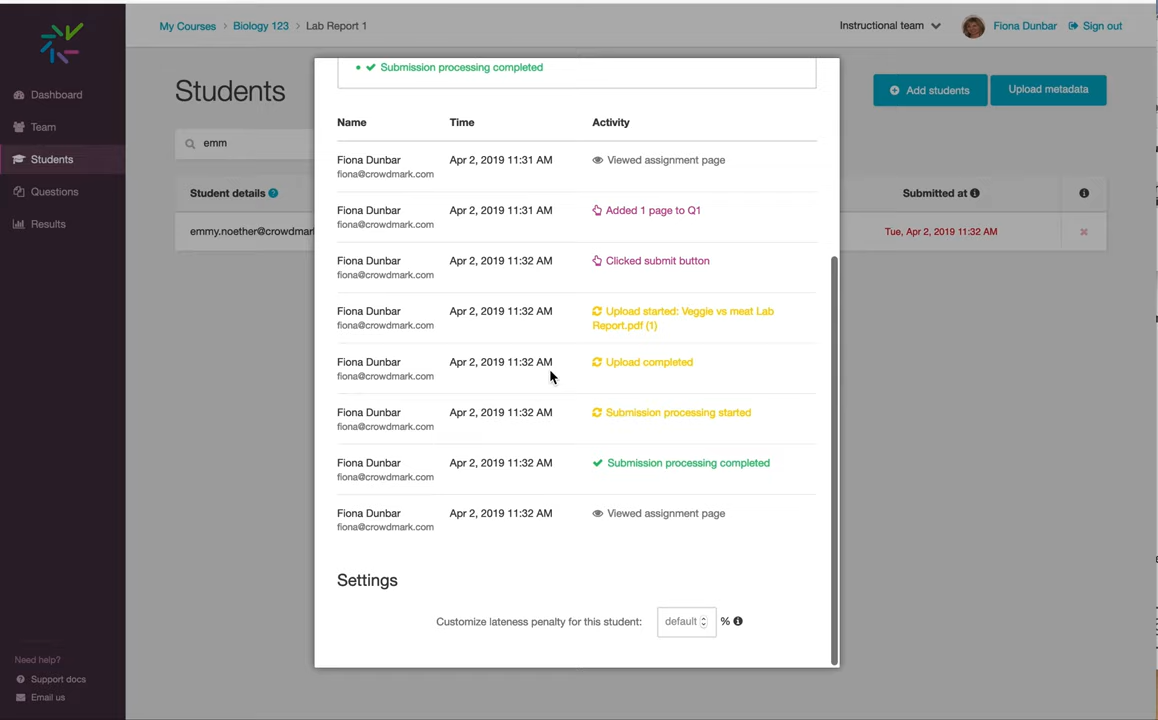 My Courses > Biology 123 > Lab Report 1
Instructional team
Fiona Dunbar
Sign out
Dashboard
Team
Students
Questions
Results
Need help?
Support docs
Email us
Students
Add students
Upload metadata
emm
Student details
Submitted at
emmy.noether@crowdmar
Tue, Apr 2, 2019 11:32 AM
Submission processing completed
Name Time Activity
Fiona Dunbar Apr 2, 2019 11:31 AM Viewed assignment page
fiona@crowdmark.com
Fiona Dunbar Apr 2, 2019 11:31 AM Added 1 page to Q1
fiona@crowdmark.com
Fiona Dunbar Apr 2, 2019 11:32 AM Clicked submit button
fiona@crowdmark.com
Fiona Dunbar Apr 2, 2019 11:32 AM Upload started: Veggie vs meat Lab
fiona@crowdmark.com Report.pdf (1)
Fiona Dunbar Apr 2, 2019 11:32 AM Upload completed
fiona@crowdmark.com
Fiona Dunbar Apr 2, 2019 11:32 AM Submission processing started
fiona@crowdmark.com
Fiona Dunbar Apr 2, 2019 11:32 AM Submission processing completed
fiona@crowdmark.com
Fiona Dunbar Apr 2, 2019 11:32 AM Viewed assignment page
fiona@crowdmark.com
Settings
Customize lateness penalty for this student: default %